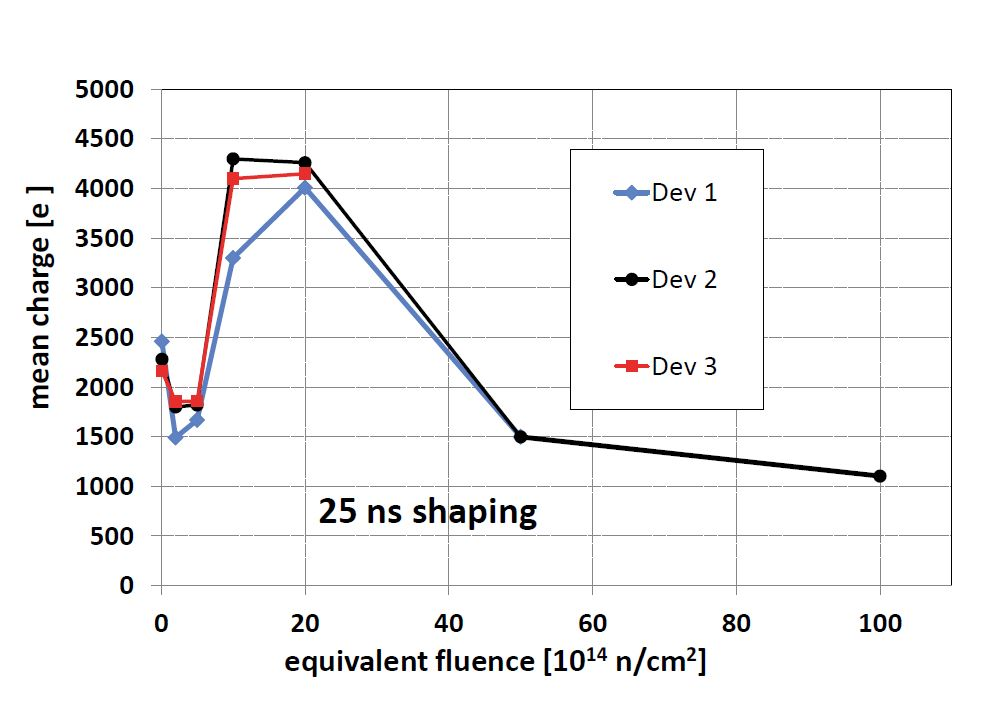 5000
4500
4000
3500
3000
2500
2000
1500
1000
500
0
mean charge [e ]
Dev 1
Dev 2
Dev 3
25 ns shaping
0 20 40 60 80 100
equivalent fluence [10¹⁴ n/cm²]